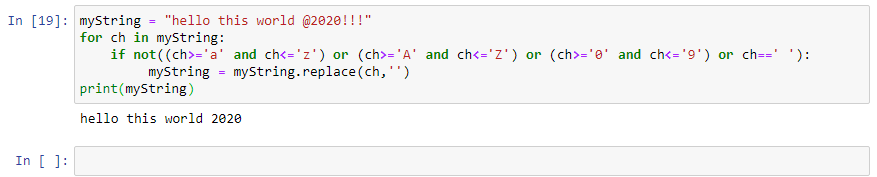 In [19]: myString = "hello this world @2020!!!"
for ch in myString:
    if not((ch>='a' and ch<='z') or (ch>='A' and ch<='Z') or (ch>='0' and ch<='9') or ch==' '):
         myString = myString.replace(ch,'')
print(myString)
hello this world 2020
In [ ]: